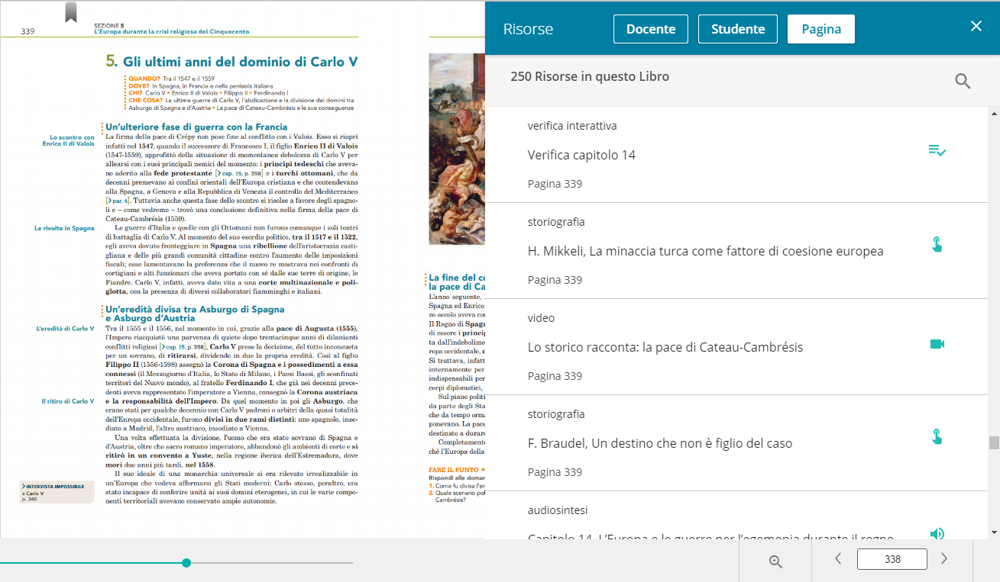 339
SEZIONE 5
L'Europa durante la crisi religiosa del Cinquecento
5. Gli ultimi anni del dominio di Carlo V
QUANDO? Tra il 1547 e il 1559
DOVE? In Spagna, in Francia e nella penisola italiana
CHI? Carlo V • Enrico II di Valois • Filippo II • Ferdinando I
CHE COSA? Le ultime guerre di Carlo V, l'abdicazione e la divisione dei domini tra
Asburgo di Spagna e d'Austria • La pace di Cateau-Cambrésis e le sue conseguenze
Un'ulteriore fase di guerra con la Francia
Lo scontro con
Enrico II di Valois
La firma della pace di Crépy non pose fine al conflitto con i Valois. Esso si riaprì
infatti nel 1547, quando il successore di Francesco I, il figlio Enrico II di Valois
(1547-1559), approfittò della situazione di momentanea debolezza di Carlo V per
allearsi con i suoi principali nemici del momento: i principi tedeschi che aveva-
no aderito alla fede protestante [>cap. 15, p. 358] e i turchi ottomani, che da
decenni premevano ai confini orientali dell'Europa cristiana e che contendevano
alla Spagna, a Genova e alla Repubblica di Venezia il controllo del Mediterraneo
[>par. 4]. Tuttavia anche questa fase dello scontro si risolse a favore degli spagno-
li e – come vedremo – trovò una conclusione definitiva nella firma della pace di
Cateau-Cambrésis (1559).
Le rivolte in Spagna
Le guerre d'Italia e quelle con gli Ottomani non furono comunque i soli teatri
di battaglia di Carlo V. Al momento del suo esordio politico, tra il 1517 e il 1522,
egli aveva dovuto fronteggiare in Spagna una ribellione dell'aristocrazia casti-
gliana e delle più grandi comunità cittadine contro l'aumento delle imposizioni
fiscali; esse lamentavano la preferenza che il nuovo re mostrava nei confronti di
cortigiani e alti funzionari che aveva portato con sé dalle sue terre di origine, le
Fiandre. Carlo V, infatti, aveva dato vita a una corte multinazionale e poli-
glotta, con la presenza di diversi collaboratori fiamminghi e italiani.
Un'eredità divisa tra Asburgo di Spagna
e Asburgo d'Austria
L'eredità di Carlo V
Tra il 1555 e il 1556, nel momento in cui, grazie alla pace di Augusta (1555),
l'Impero riacquistò una parvenza di quiete dopo trentacinque anni di dilanianti
conflitti religiosi [>cap. 15, p. 358], Carlo V prese la decisione, del tutto inconsueta
per un sovrano, di ritirarsi, dividendo in due la propria eredità. Così al figlio
Filippo II (1556-1598) assegnò la Corona di Spagna e i possedimenti a essa
connessi (il Mezzogiorno d'Italia, lo Stato di Milano, i Paesi Bassi, gli sconfinati
territori del Nuovo mondo), al fratello Ferdinando I, che già nei decenni prece-
denti aveva rappresentato l'imperatore a Vienna, consegnò la Corona austriaca
Il ritiro di Carlo V
e la responsabilità dell'Impero. Da quel momento in poi gli Asburgo, che
erano stati per qualche decennio con Carlo V padroni o arbitri della quasi totalità
dell'Europa occidentale, furono divisi in due rami distinti: uno spagnolo, inse-
diato a Madrid, l'altro austriaco, insediato a Vienna.
Una volta effettuata la divisione, l'uomo che era stato sovrano di Spagna e
d'Austria, oltre che sacro romano imperatore, abbandonò gli ambienti di corte e si
ritirò in un convento a Yuste, nella regione iberica dell'Estremadura, dove
morì due anni più tardi, nel 1558.
Il suo ideale di una monarchia universale si era rilevato irrealizzabile in
un'Europa che vedeva affermarsi gli Stati moderni; Carlo stesso, peraltro, era
stato incapace di conferire unità ai suoi domini eterogenei, in cui le varie compo-
nenti territoriali avevano conservato ampie autonomie.
> INTERVISTA IMPOSSIBILE
a Carlo V
p. 340
La fine del co
la pace di Ca
L'anno seguente,
Spagna ed Enrico
zo secolo aveva con
Il Regno di Spagn
di essere i princip
ta dall'indebolime
ropa occidentale, d
Si trattava, infatt
internamente per
indispensabili per
corpi diplomatici,
Sul piano politi
da parte degli Sta
che da tempo orma
ponevano. La pace
destinato a durare
Completamente
ché l'Europa della
FARE IL PUNTO
Rispondi alle domar
1. Come fu divisa l'er
2. Quale scenario pol
Cambrésis?
Risorse
Docente
Studente
Pagina
250 Risorse in questo Libro
verifica interattiva
Verifica capitolo 14
Pagina 339
storiografia
H. Mikkeli, La minaccia turca come fattore di coesione europea
Pagina 339
video
Lo storico racconta: la pace di Cateau-Cambrésis
Pagina 339
storiografia
F. Braudel, Un destino che non è figlio del caso
Pagina 339
audiosintesi
Capitolo 14. L'Europa e le guerre per l'egemonia durante il regno
338